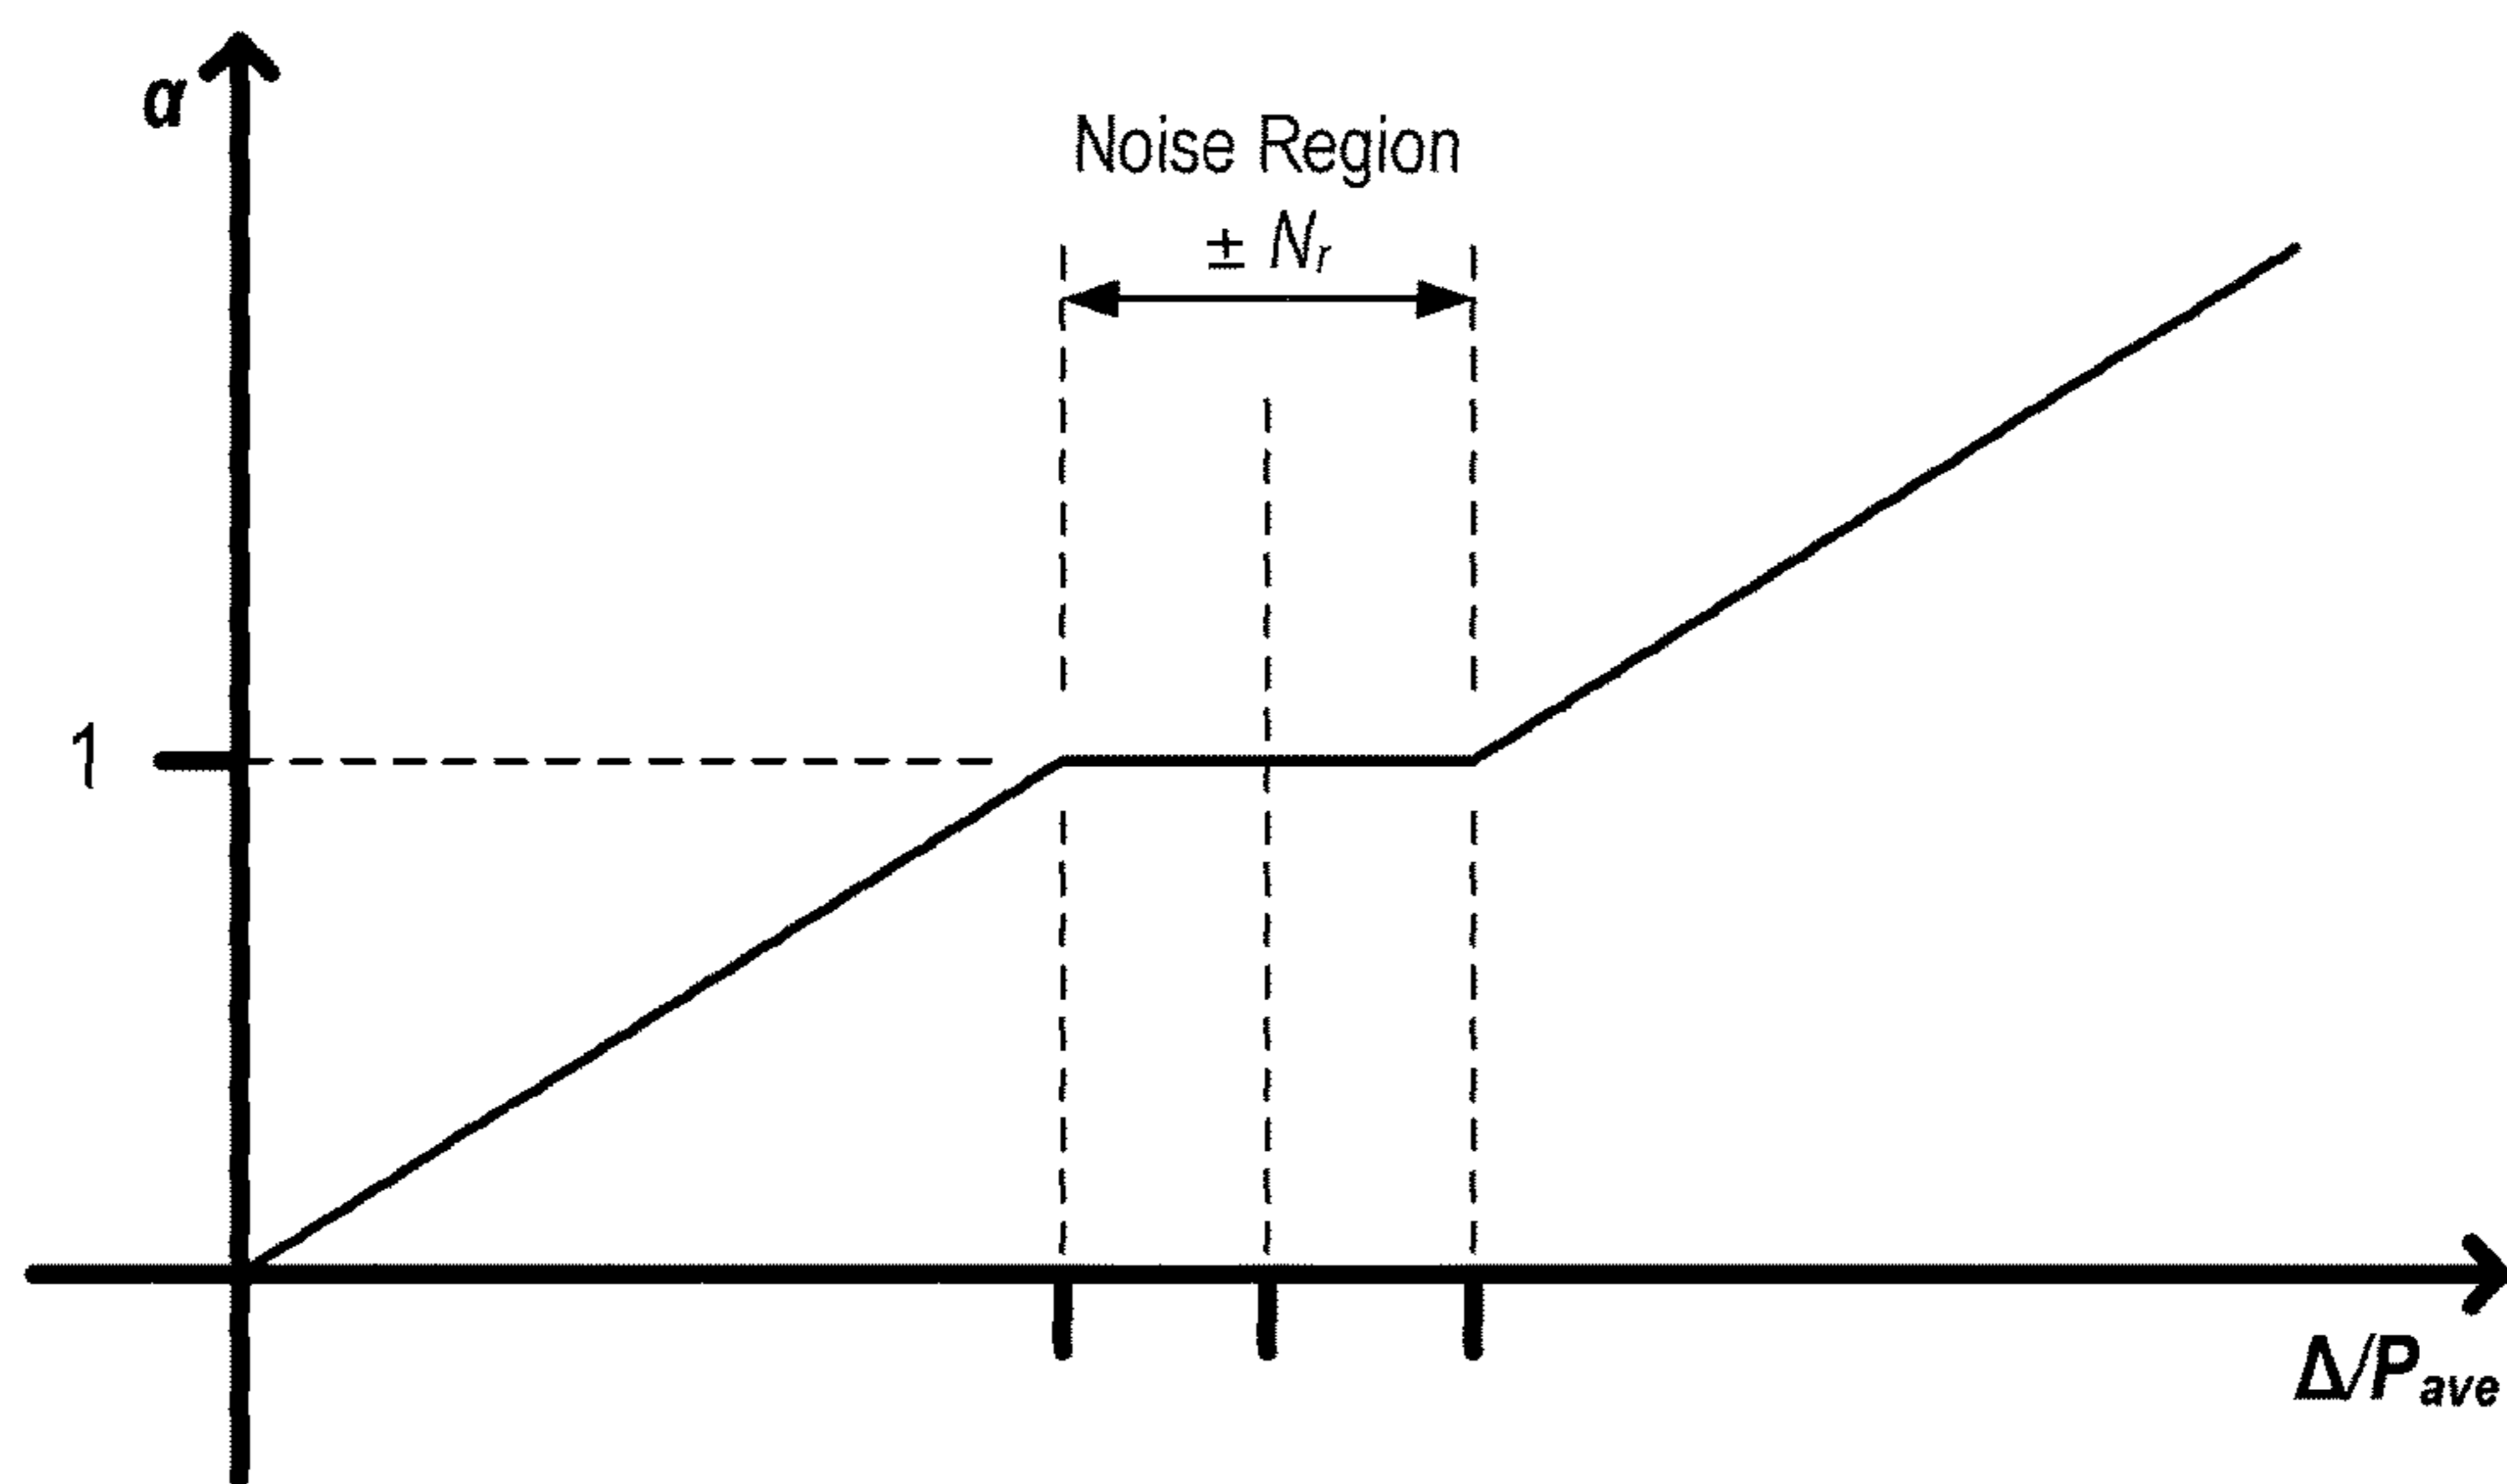 α
Noise Region
± Nr
1
Δ/Pave